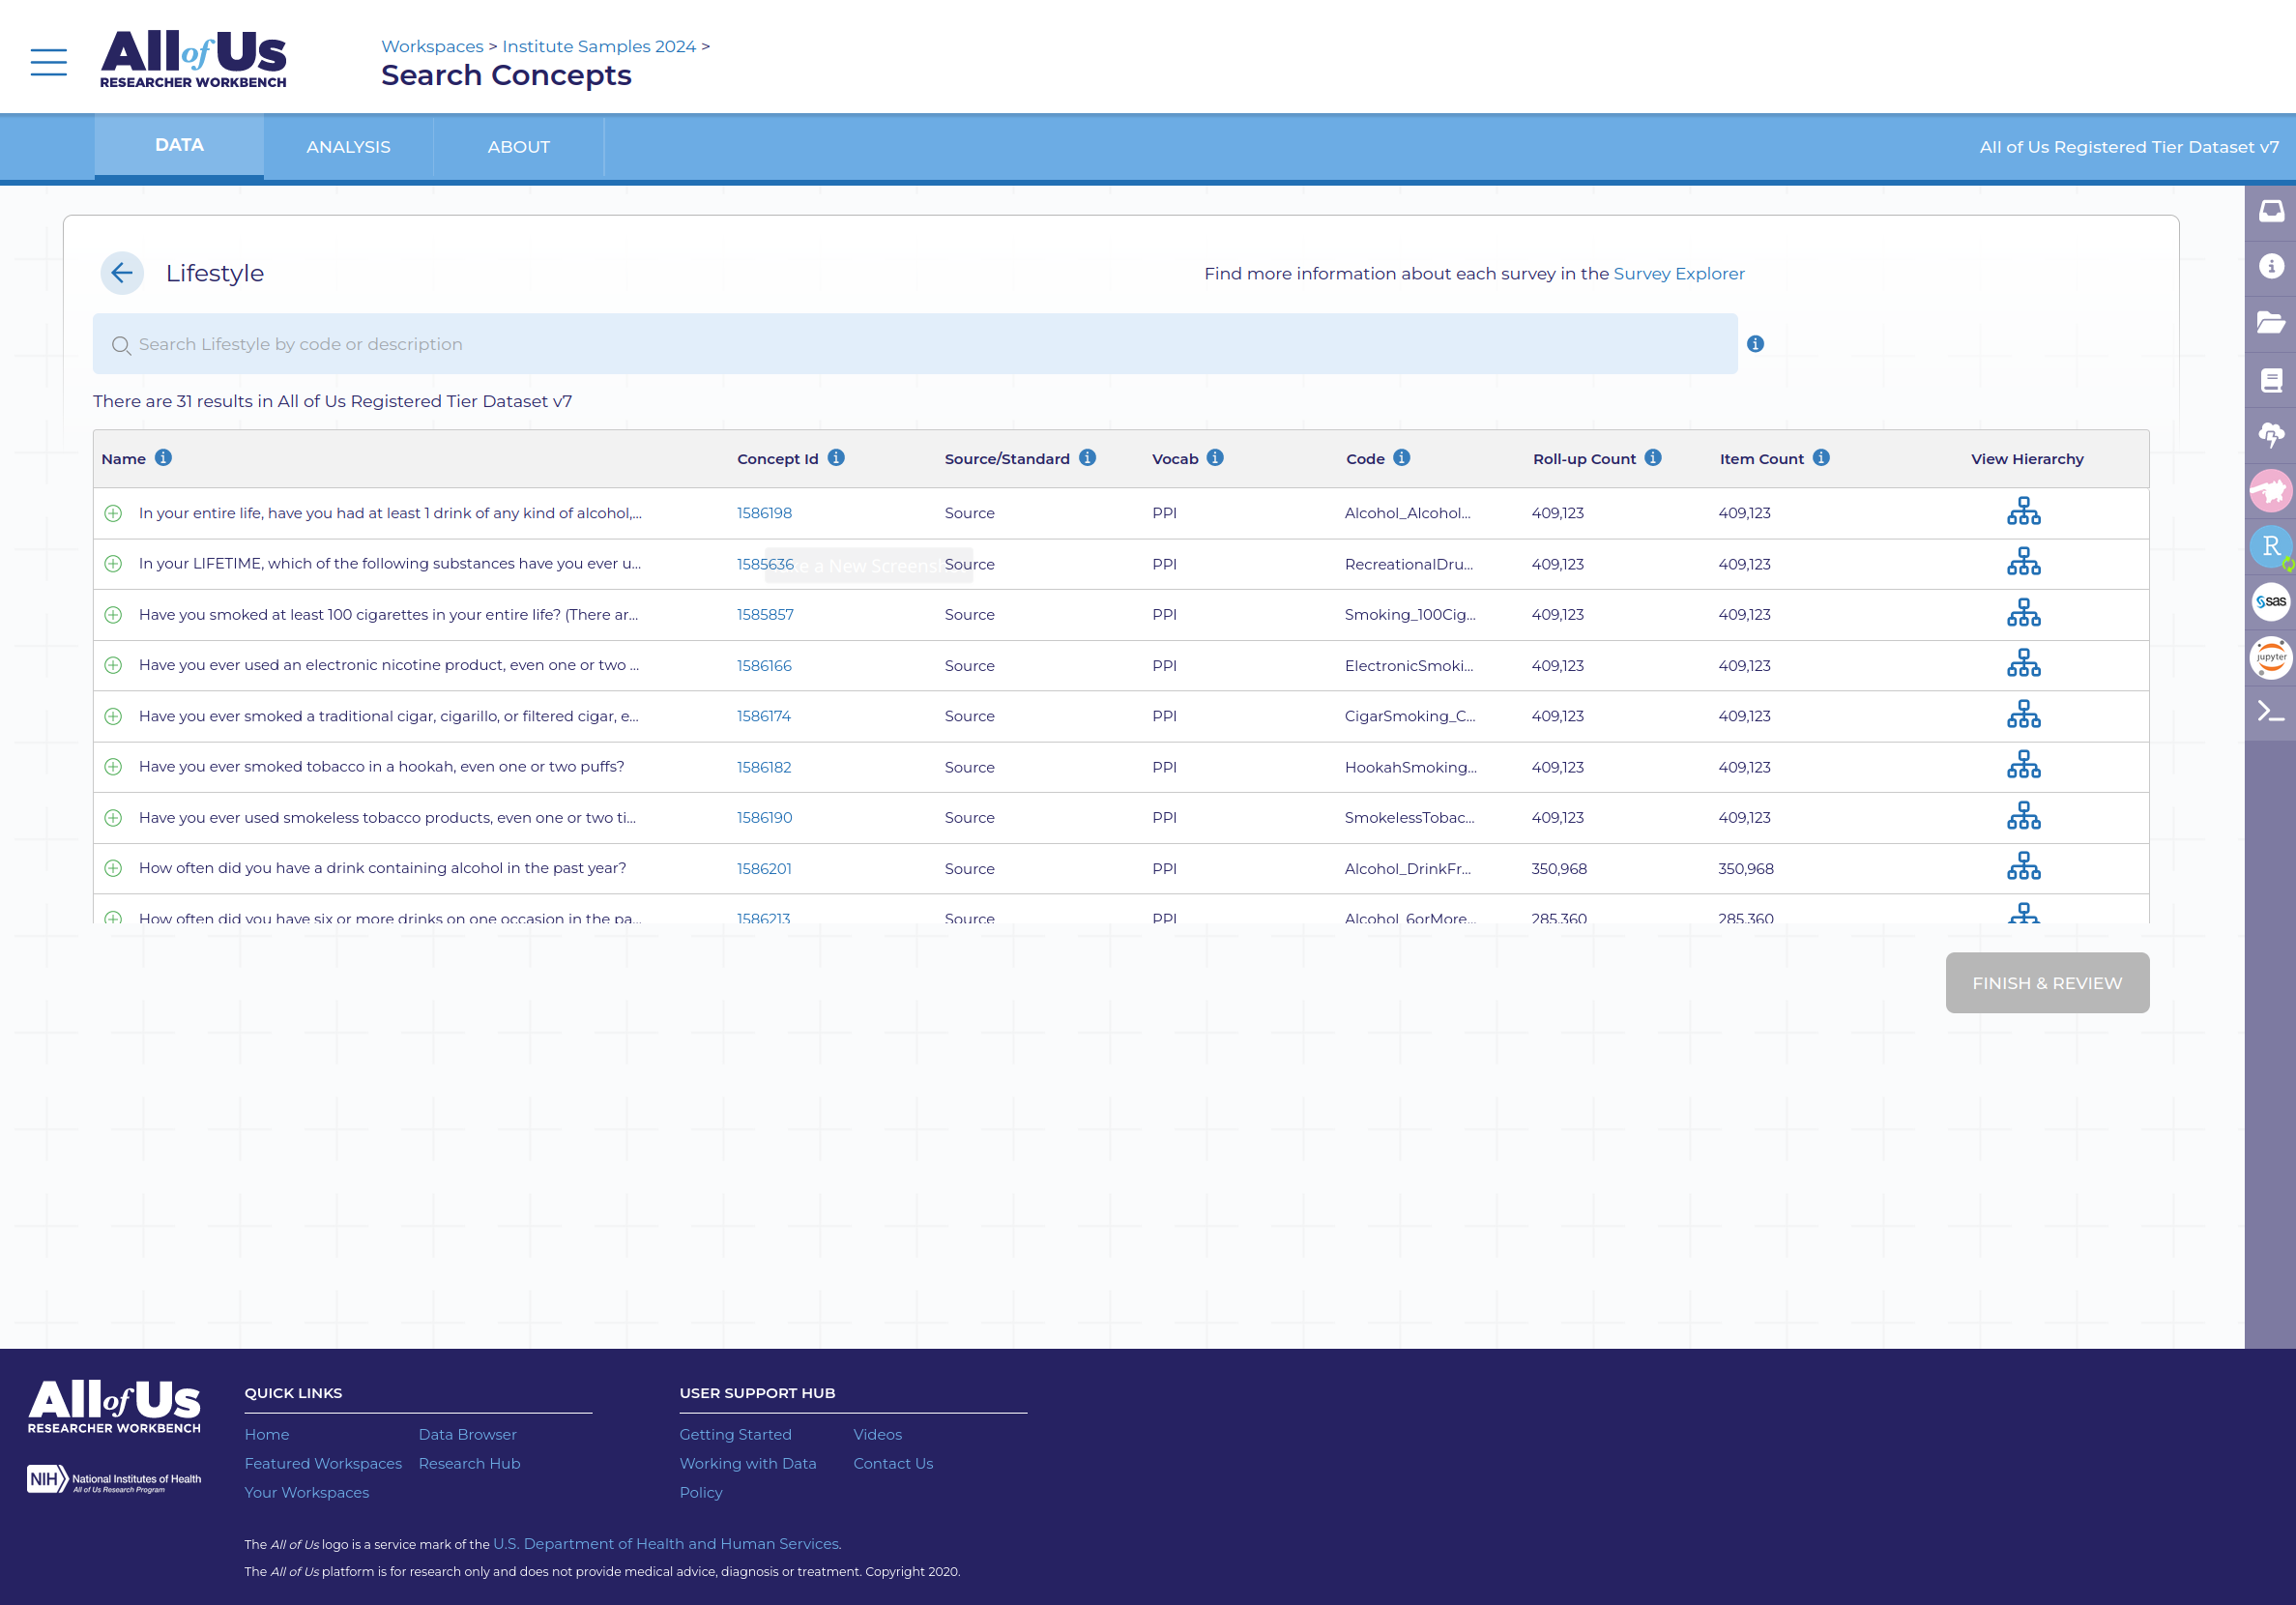 All of Us
RESEARCHER WORKBENCH
Workspaces > Institute Samples 2024 >
Search Concepts
DATA ANALYSIS ABOUT All of Us Registered Tier Dataset v7
Lifestyle Find more information about each survey in the Survey Explorer
Search Lifestyle by code or description
There are 31 results in All of Us Registered Tier Dataset v7
Name Concept Id Source/Standard Vocab Code Roll-up Count Item Count View Hierarchy
In your entire life, have you had at least 1 drink of any kind of alcohol,... 1586198 Source PPI Alcohol_Alcohol... 409,123 409,123
In your LIFETIME, which of the following substances have you ever u... 1585636 Source PPI RecreationalDru... 409,123 409,123
a New
Have you smoked at least 100 cigarettes in your entire life? (There ar... 1585857 Source PPI Smoking_100Cig... 409,123 409,123
Have you ever used an electronic nicotine product, even one or two ... 1586166 Source PPI ElectronicSmoki... 409,123 409,123
Have you ever smoked a traditional cigar, cigarillo, or filtered cigar, e... 1586174 Source PPI CigarSmoking_C... 409,123 409,123
Have you ever smoked tobacco in a hookah, even one or two puffs? 1586182 Source PPI HookahSmoking... 409,123 409,123
Have you ever used smokeless tobacco products, even one or two ti... 1586190 Source PPI SmokelessTobac... 409,123 409,123
How often did you have a drink containing alcohol in the past year? 1586201 Source PPI Alcohol_DrinkFr... 350,968 350,968
How often did you have six or more drinks on one occasion in the pa... 1586213 Source PPI Alcohol_6orMore... 285,360 285,360
R
sas
jupyter
FINISH & REVIEW
All of Us
RESEARCHER WORKBENCH
NIH National Institutes of Health
All of Us Research Program
QUICK LINKS
Home Data Browser
Featured Workspaces Research Hub
Your Workspaces
USER SUPPORT HUB
Getting Started Videos
Working with Data Contact Us
Policy
The All of Us logo is a service mark of the U.S. Department of Health and Human Services.
The All of Us platform is for research only and does not provide medical advice, diagnosis or treatment. Copyright 2020.